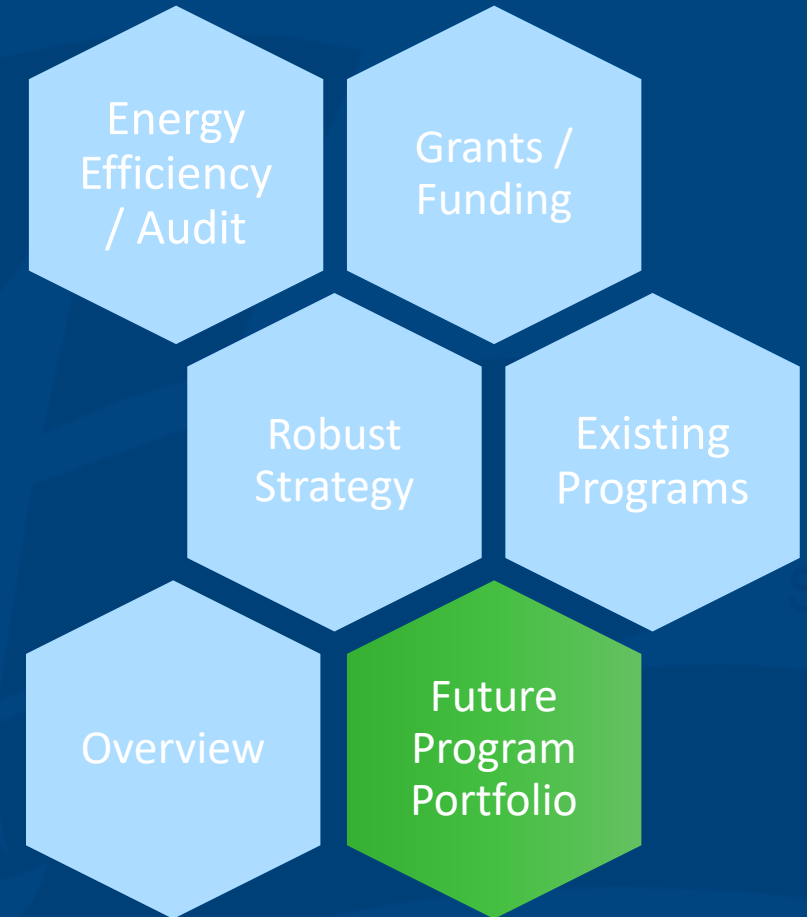 Energy
Efficiency
/ Audit
Grants /
Funding
Robust
Strategy
Existing
Programs
Overview
Future
Program
Portfolio